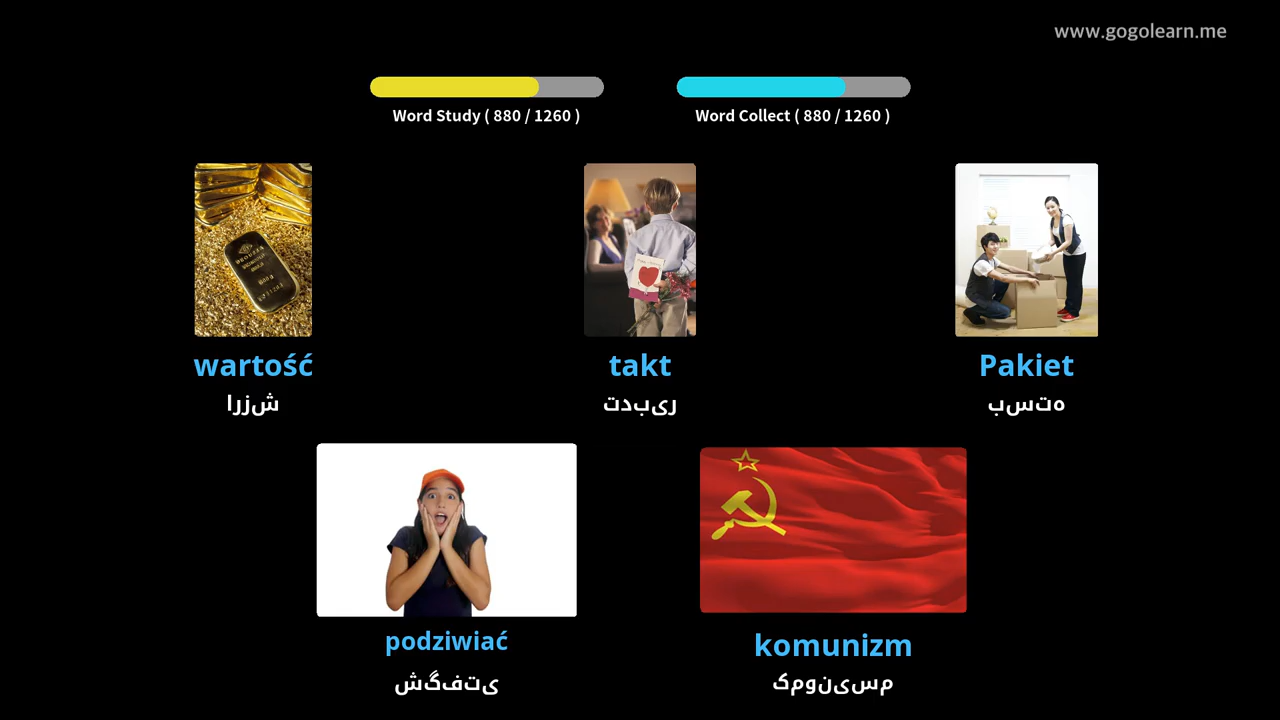 www.gogolearn.me
Word Study ( 880 / 1260 )
Word Collect ( 880 / 1260 )
wartość
شزرا
takt
ریبدت
Pakiet
هتسب
podziwiać
یتفگش
komunizm
مسینومک